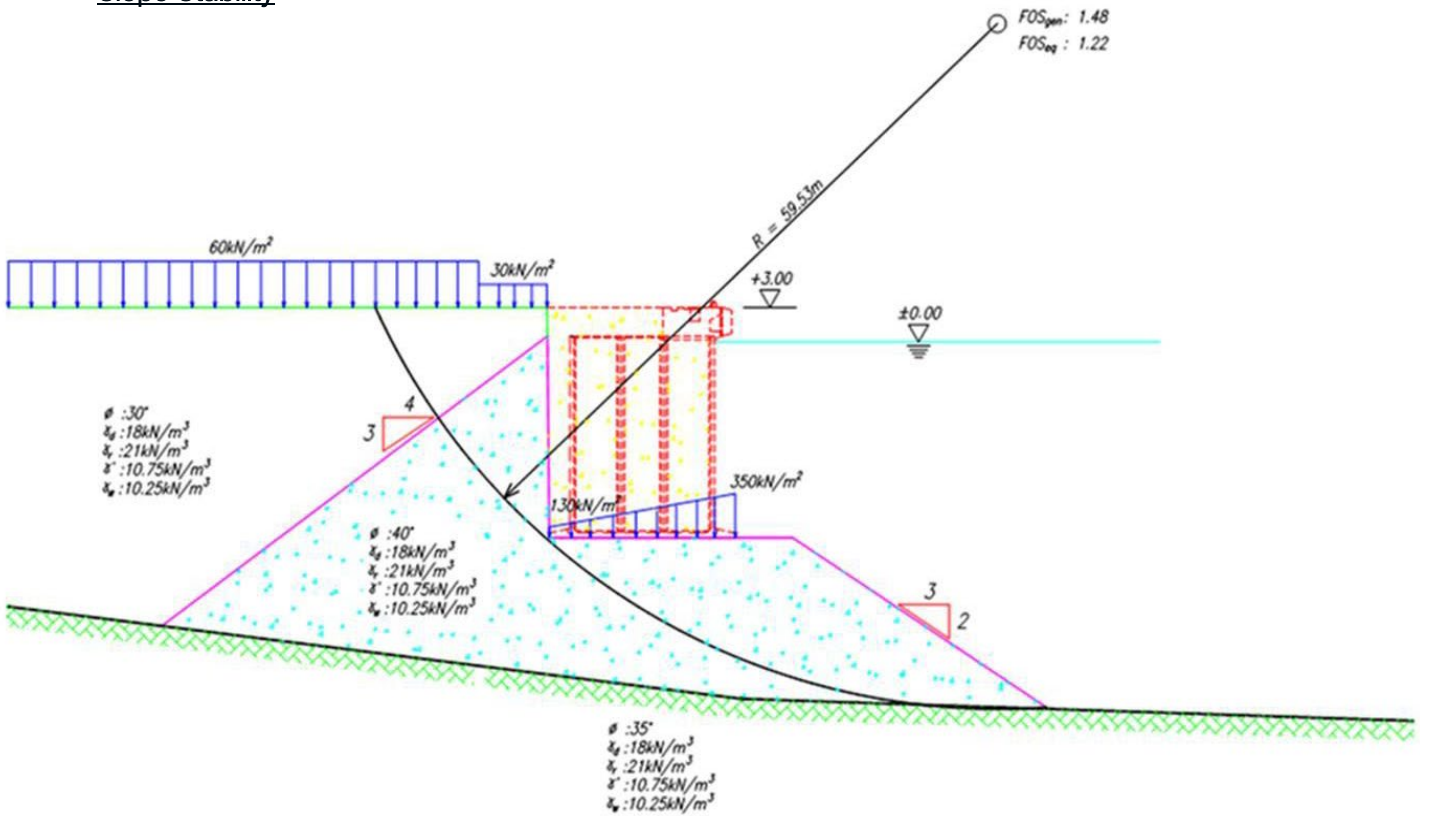 Slope Stability
FOSgen: 1.48
FOSeq : 1.22
R = 59.53m
60kN/m²
30kN/m²
+3.00
±0.00
4
3
ϕ :30°
γd :18kN/m³
γr :21kN/m³
γ' :10.75kN/m³
γw :10.25kN/m³
130kN/m²
350kN/m²
ϕ :40°
γd :18kN/m³
γr :21kN/m³
γ' :10.75kN/m³
γw :10.25kN/m³
3
2
ϕ :35°
γd :18kN/m³
γr :21kN/m³
γ' :10.75kN/m³
γw :10.25kN/m³